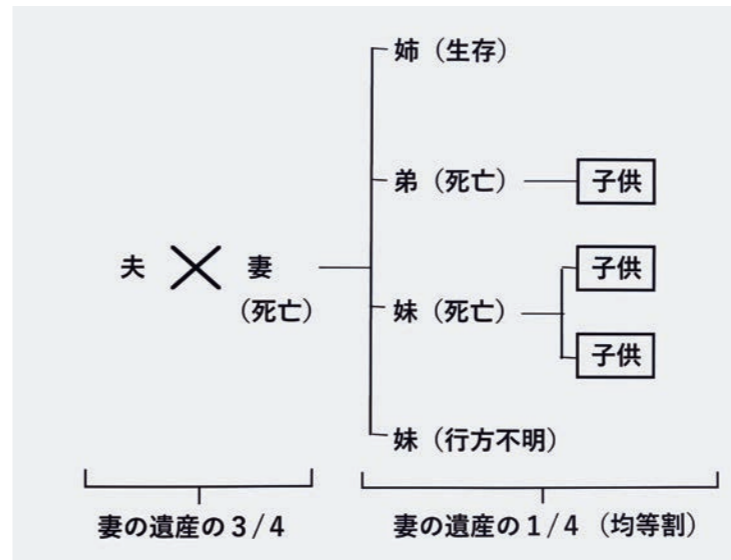 姉（生存）
弟（死亡）
子供
夫
妻
（死亡）
子供
妹（死亡）
子供
妹（行方不明）
妻の遺産の3/4
妻の遺産の1/4（均等割）